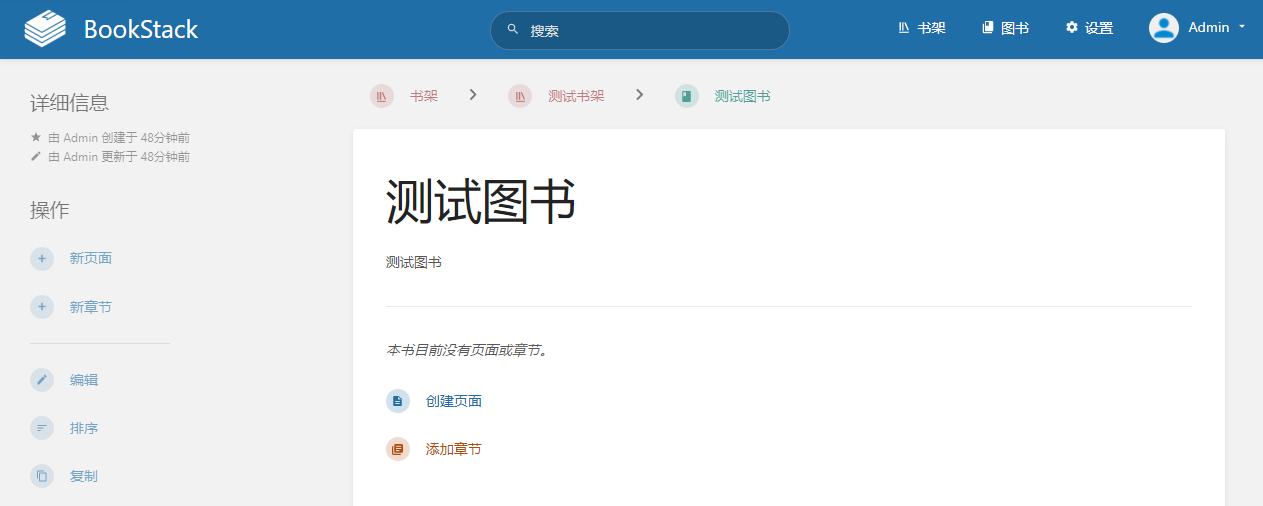 BookStack
搜索
书架
图书
设置
Admin
详细信息
由 Admin 创建于 48分钟前
由 Admin 更新于 48分钟前
操作
新页面
新章节
编辑
排序
复制
书架
测试书架
测试图书
测试图书
测试图书
本书目前没有页面或章节。
创建页面
添加章节